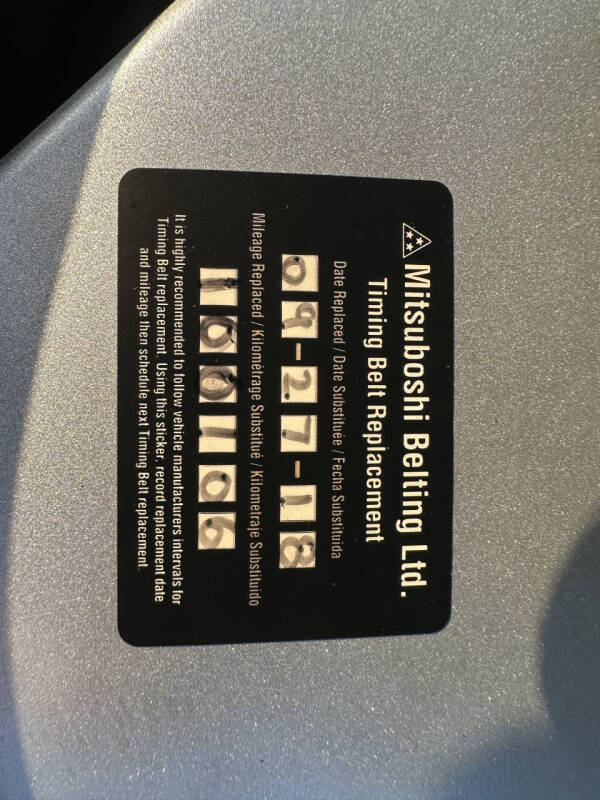 Mitsuboshi Belting Ltd.
Timing Belt Replacement
Date Replaced / Date Substituée / Fecha Substituida
09-27-18
Mileage Replaced / Kilomètrage Substitué / Kilometraje Substituido
100106
It is highly recommended to follow vehicle manufacturers intervals for
Timing Belt replacement. Using this sticker, record replacement date
and mileage then schedule next Timing Belt replacement.